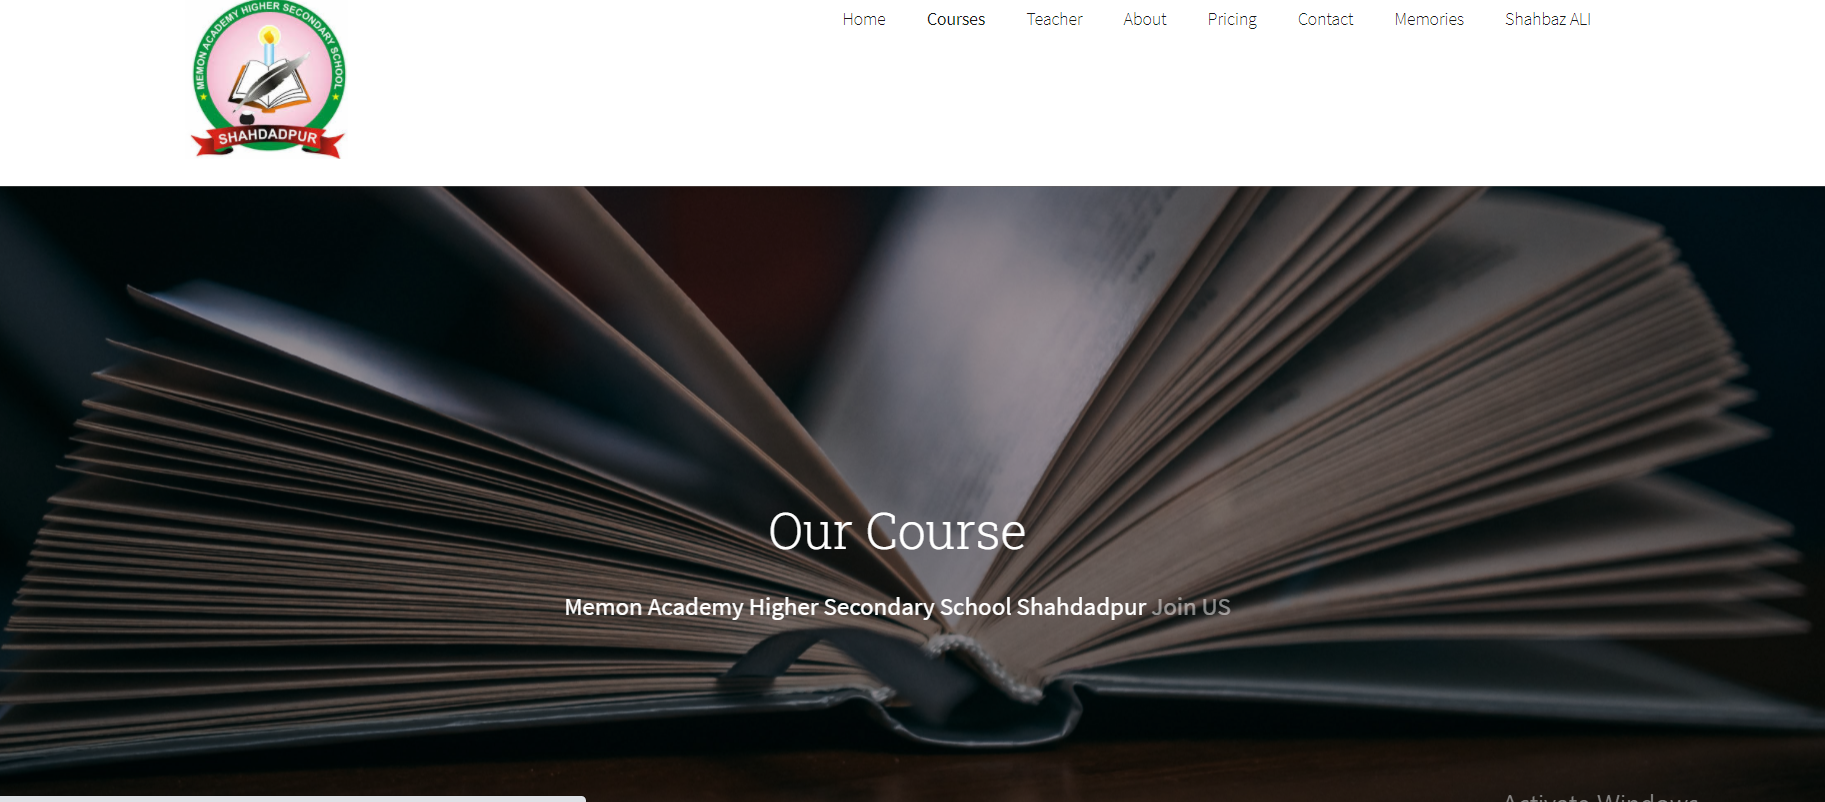 MEMON ACADEMY HIGHER SECONDARY SCHOOL
SHAHDADPUR
Home Courses Teacher About Pricing Contact Memories Shahbaz ALI
Our Course
Memon Academy Higher Secondary School Shahdadpur Join US
Activate Windows